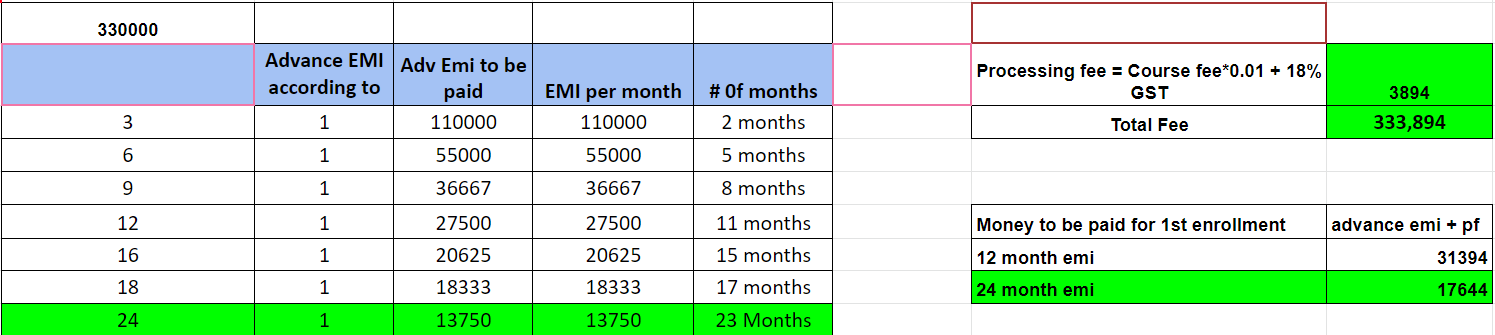 330000
Advance EMI according to Adv Emi to be paid EMI per month # 0f months
3 1 110000 110000 2 months
6 1 55000 55000 5 months
9 1 36667 36667 8 months
12 1 27500 27500 11 months
16 1 20625 20625 15 months
18 1 18333 18333 17 months
24 1 13750 13750 23 Months
Processing fee = Course fee*0.01 + 18% GST 3894
Total Fee 333,894
Money to be paid for 1st enrollment advance emi + pf
12 month emi 31394
24 month emi 17644